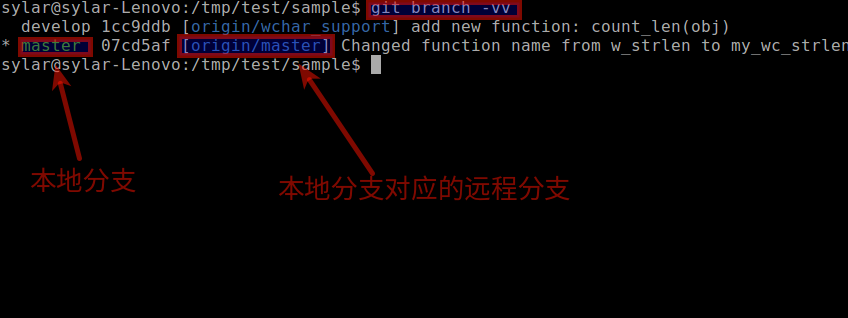 sylar@sylar-Lenovo:/tmp/test/sample$ git branch -vv
  develop 1cc9ddb [origin/wchar_support] add new function: count_len(obj)
* master  07cd5af [origin/master] Changed function name from w_strlen to my_wc_strlen
sylar@sylar-Lenovo:/tmp/test/sample$
本地分支
本地分支对应的远程分支